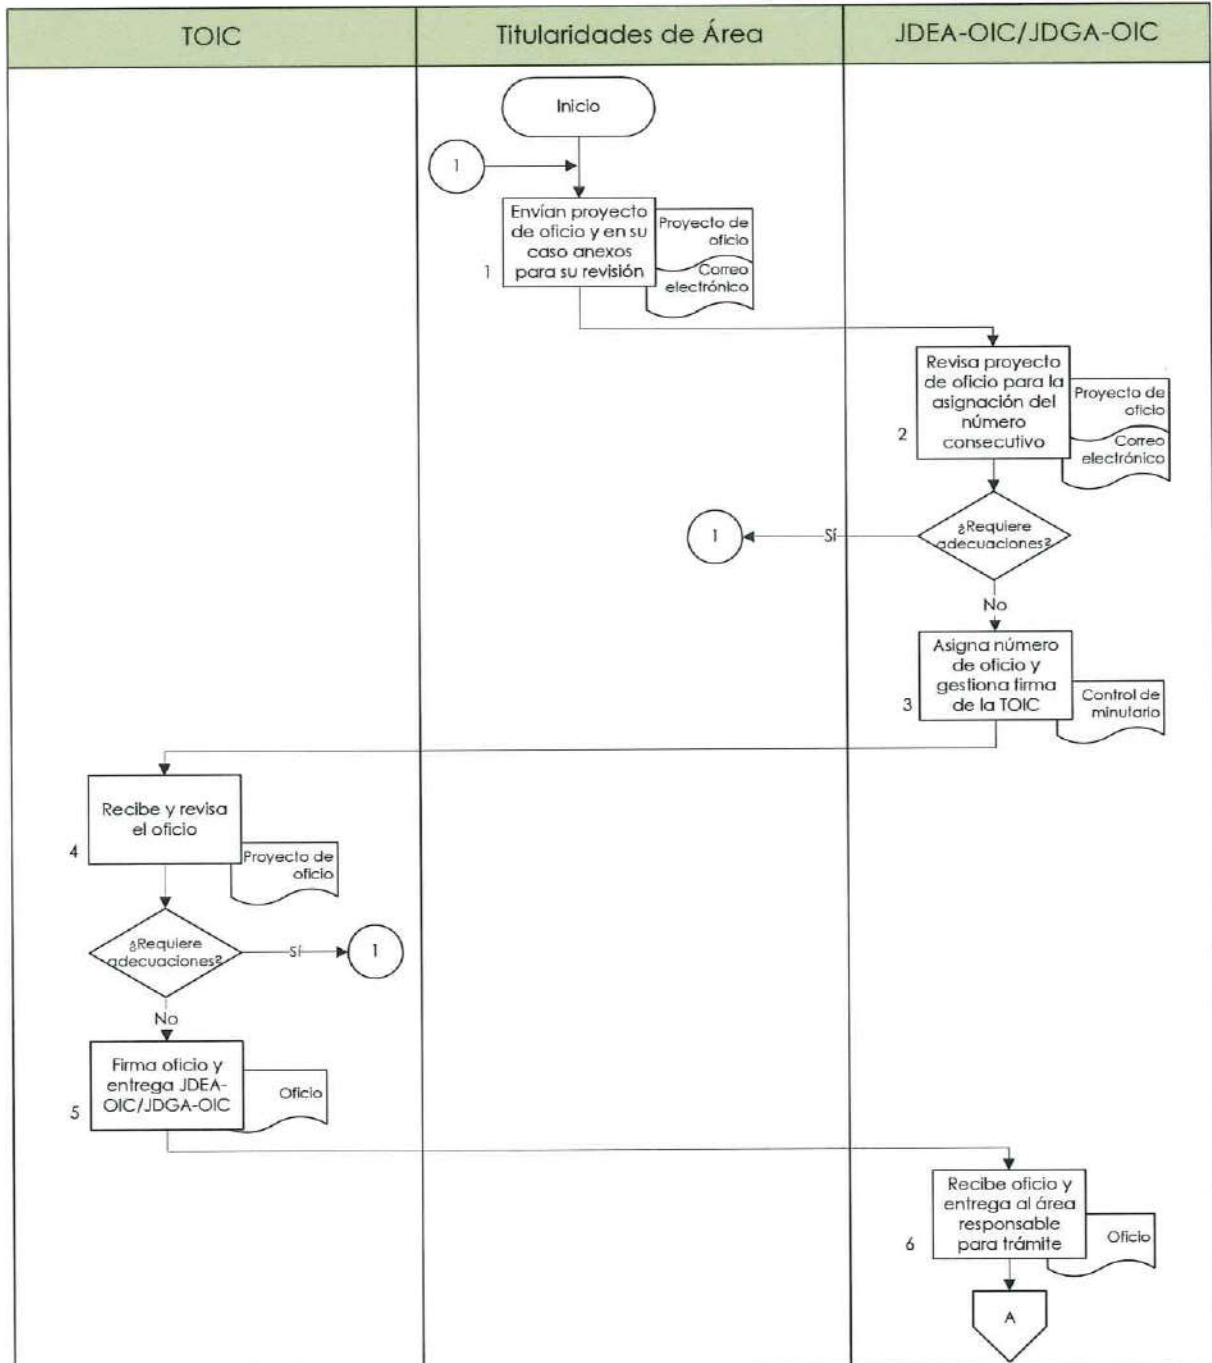 TOIC
Titularidades de Área
JDEA-OIC/JDGA-OIC
Inicio
1
Envían proyecto
de oficio y en su
caso anexos
para su revisión
1
Proyecto de
oficio
Correo
electrónico
Revisa proyecto
de oficio para la
asignación del
número
consecutivo
2
Proyecto de
oficio
Correo
electrónico
¿Requiere
adecuaciones?
Sí
1
No
Asigna número
de oficio y
gestiona firma
de la TOIC
3
Control de
minutario
Recibe y revisa
el oficio
4
Proyecto de
oficio
¿Requiere
adecuaciones?
Sí
1
No
Firma oficio y
entrega JDEA-
OIC/JDGA-OIC
5
Oficio
Recibe oficio y
entrega al área
responsable
para trámite
6
Oficio
A